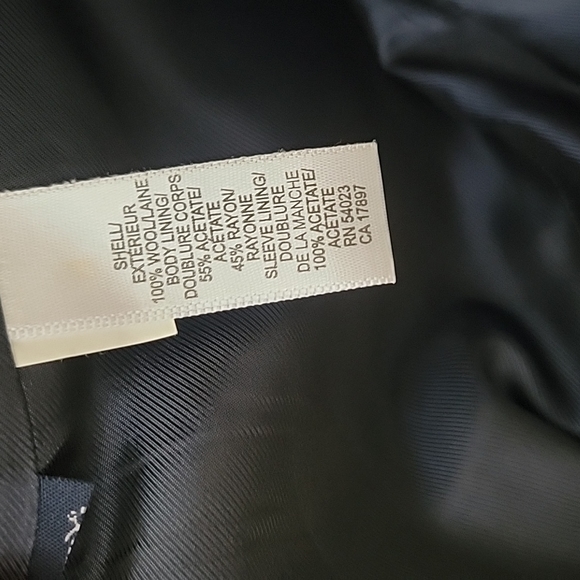 SHELL/
EXTÉRIEUR
100% WOOL/LAINE
BODY LINING/
DOUBLURE CORPS:
55% ACETATE/
ACETATE
45% RAYON/
RAYONNE
SLEEVE LINING/
DOUBLURE
DE LA MANCHE
100% ACETATE/
ACETATE
RN 54023
CA 17897